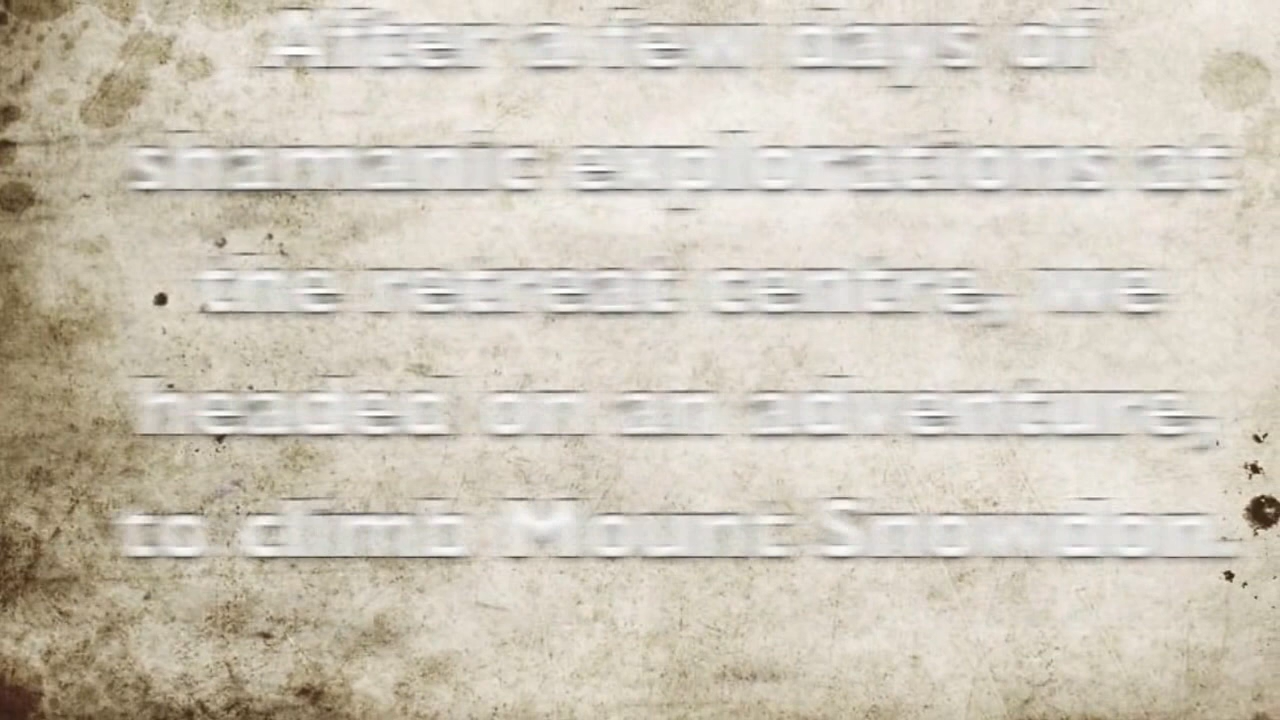 After a few days of
shamanic explorations at
the retreat centre, we
headed on an adventure,
to climb Mount Snowdon.